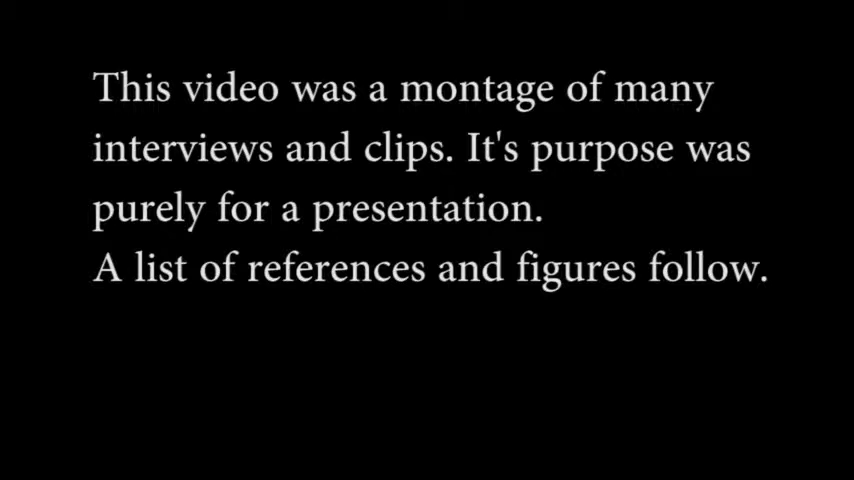 This video was a montage of many
interviews and clips. It's purpose was
purely for a presentation.
A list of references and figures follow.